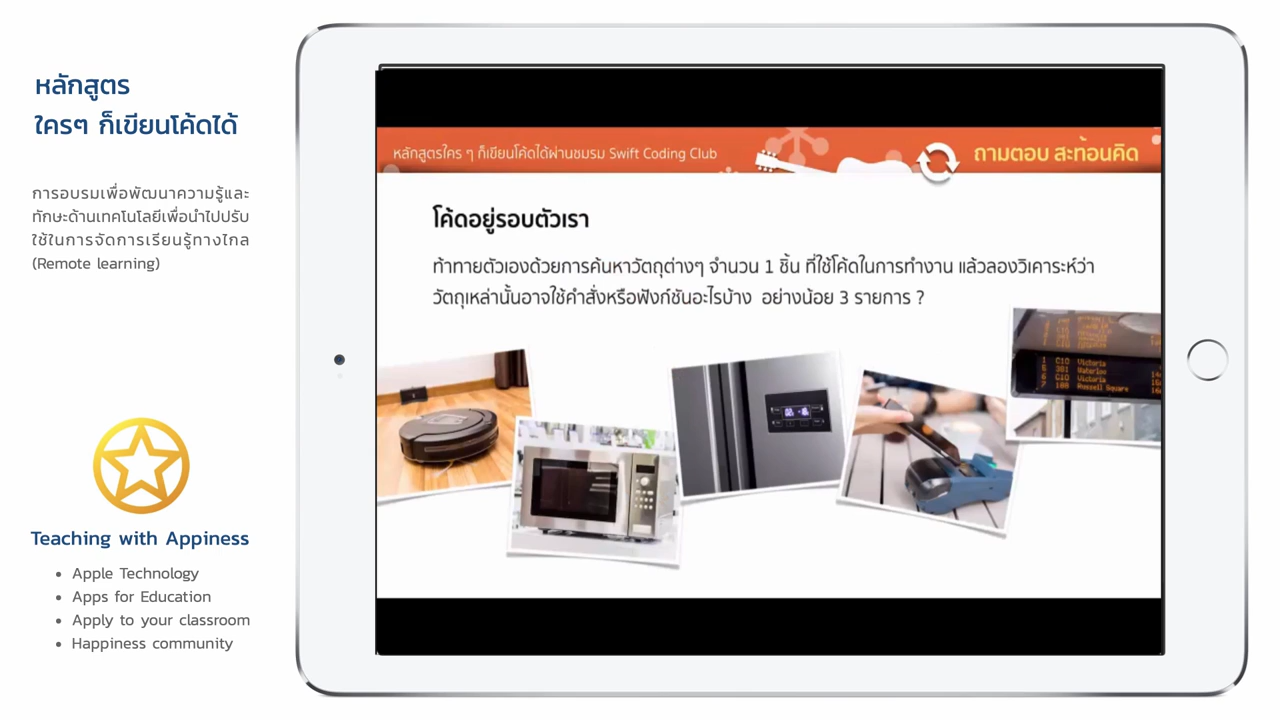 หลักสูตร
ใครๆ ก็เขียนโค้ดได้
การอบรมเพื่อพัฒนาความรู้และ
ทักษะด้านเทคโนโลยีเพื่อนำไปปรับ
ใช้ในการจัดการเรียนรู้ทางไกล
(Remote learning)
Teaching with Appiness
• Apple Technology
• Apps for Education
• Apply to your classroom
• Happiness community
หลักสูตรใคร ๆ ก็เขียนโค้ดได้ผ่านชมรม Swift Coding Club
ถามตอบ สะท้อนคิด
โค้ดอยู่รอบตัวเรา
ท้าทายตัวเองด้วยการค้นหาวัตถุต่างๆ จำนวน 1 ชิ้น ที่ใช้โค้ดในการทำงาน แล้วลองวิเคราะห์ว่า
วัตถุเหล่านั้นอาจใช้คำสั่งหรือฟังก์ชันอะไรบ้าง อย่างน้อย 3 รายการ ?
1 C10 Victoria
5 381 Waterloo
6 C10 Victoria
7 188 Russell Square